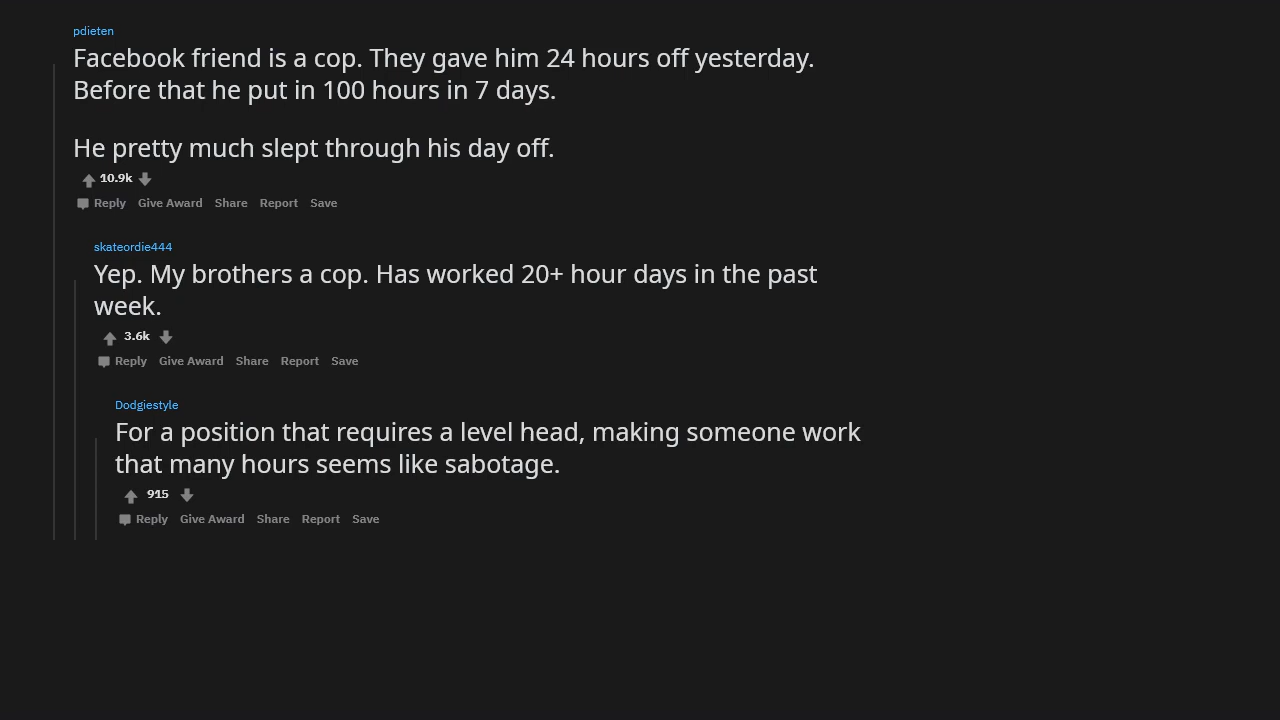 pdieten
Facebook friend is a cop. They gave him 24 hours off yesterday.
Before that he put in 100 hours in 7 days.
He pretty much slept through his day off.
10.9k
Reply Give Award Share Report Save
skateordie444
Yep. My brothers a cop. Has worked 20+ hour days in the past
week.
3.6k
Reply Give Award Share Report Save
Dodgiestyle
For a position that requires a level head, making someone work
that many hours seems like sabotage.
915
Reply Give Award Share Report Save